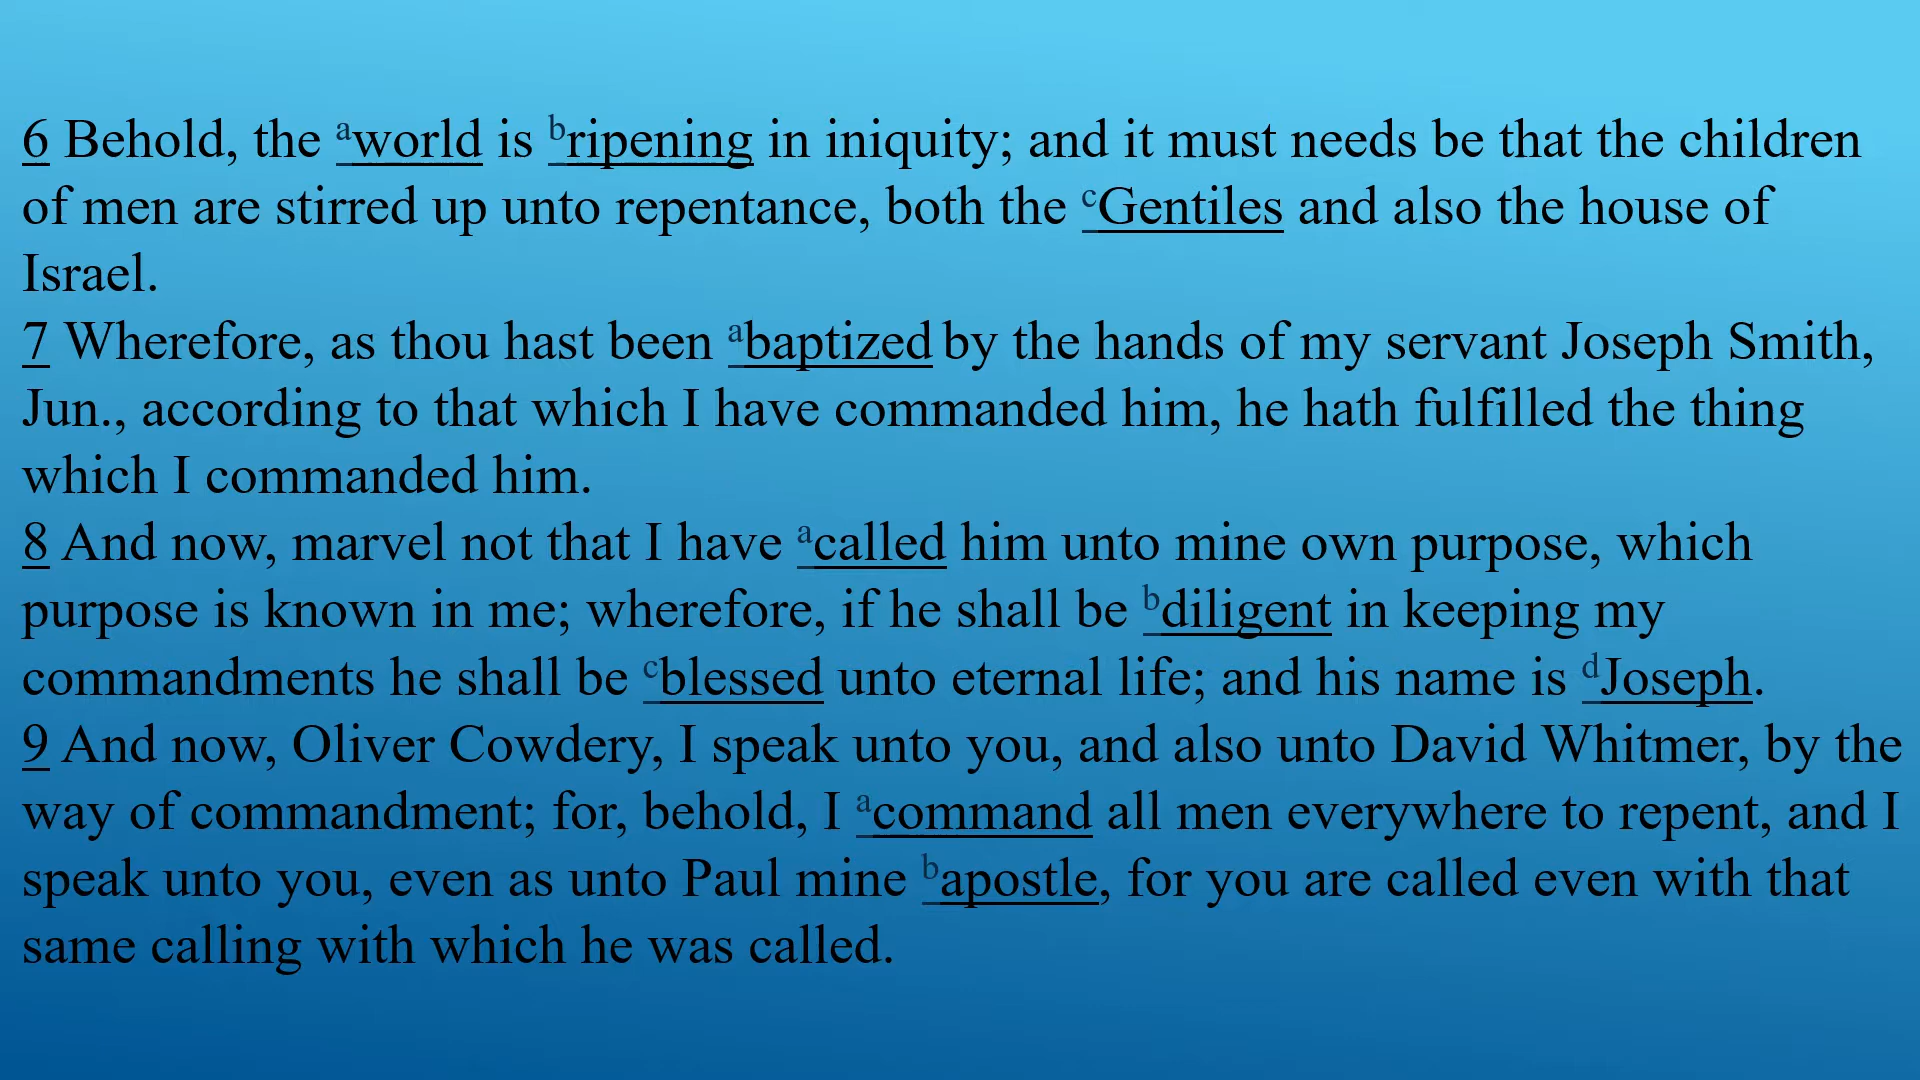 6 Behold, the aworld is bripening in iniquity; and it must needs be that the children
of men are stirred up unto repentance, both the cGentiles and also the house of
Israel.
7 Wherefore, as thou hast been abaptized by the hands of my servant Joseph Smith,
Jun., according to that which I have commanded him, he hath fulfilled the thing
which I commanded him.
8 And now, marvel not that I have acalled him unto mine own purpose, which
purpose is known in me; wherefore, if he shall be bdiligent in keeping my
commandments he shall be cblessed unto eternal life; and his name is dJoseph.
9 And now, Oliver Cowdery, I speak unto you, and also unto David Whitmer, by the
way of commandment; for, behold, I acommand all men everywhere to repent, and I
speak unto you, even as unto Paul mine bapostle, for you are called even with that
same calling with which he was called.